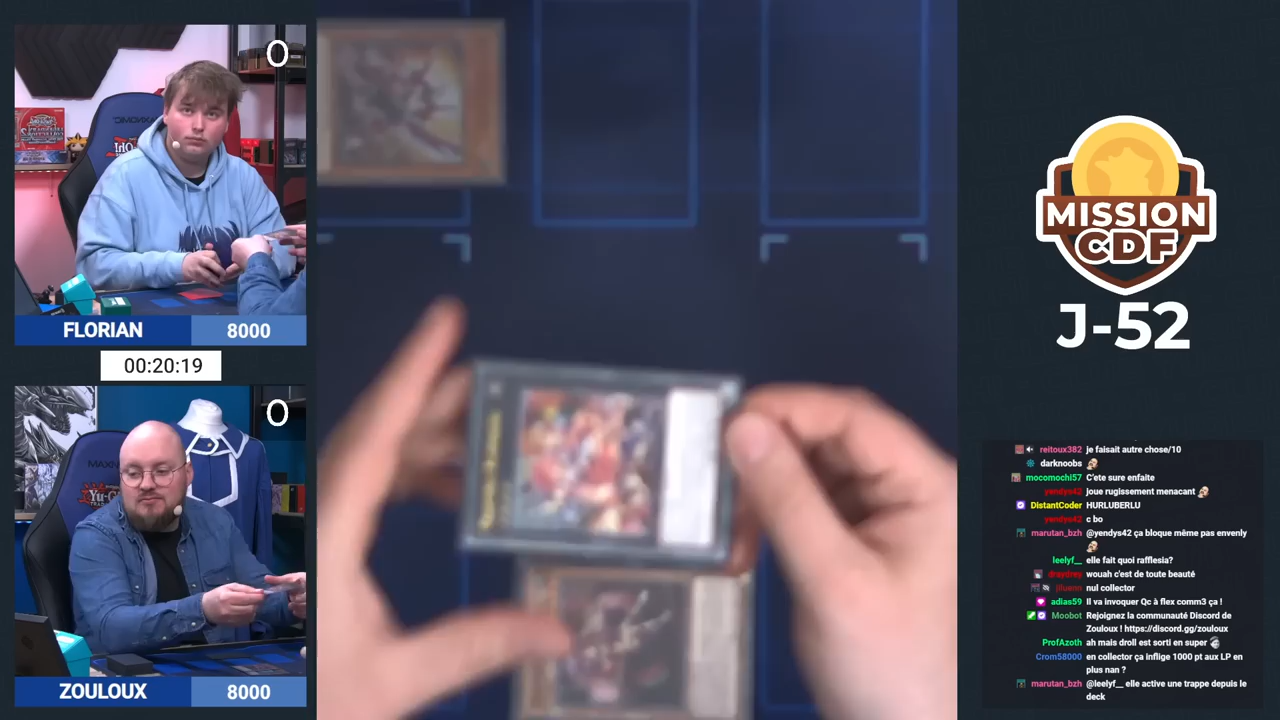 0
FLORIAN
8000
00:20:19
0
ZOULOUX
8000
MISSION
CDF
J-52
reitoux382 je faisait autre chose/10
darknoobs
mocomochi57 C'ete sure enfaite
yendys42 joue rugissement menacant
DistantCoder HURLUBERLU
yendys42 c bo
marutan_bzh @yendys42 ça bloque même pas envenly
leelyf__ elle fait quoi rafflesia?
draydrey wouah c'est de toute beauté
nul collector
adias59 Il va invoquer Qc à flex comm3 ça !
Moobot Rejoignez la communauté Discord de
Zouloux ! https://discord.gg/zouloux
ProfAzoth ah mais droll est sorti en super
Crom58000 en collector ça inflige 1000 pt aux LP en
plus nan ?
marutan_bzh @leelyf__ elle active une trappe depuis le
deck